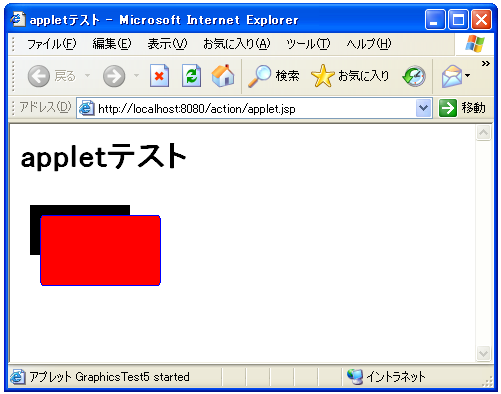 appletテスト - Microsoft Internet Explorer
ファイル(F) 編集(E) 表示(V) お気に入り(A) ツール(T) ヘルプ(H)
戻る 検索 お気に入り
アドレス(D) http://localhost:8080/action/applet.jsp 移動
appletテスト
アプレット GraphicsTest5 started イントラネット